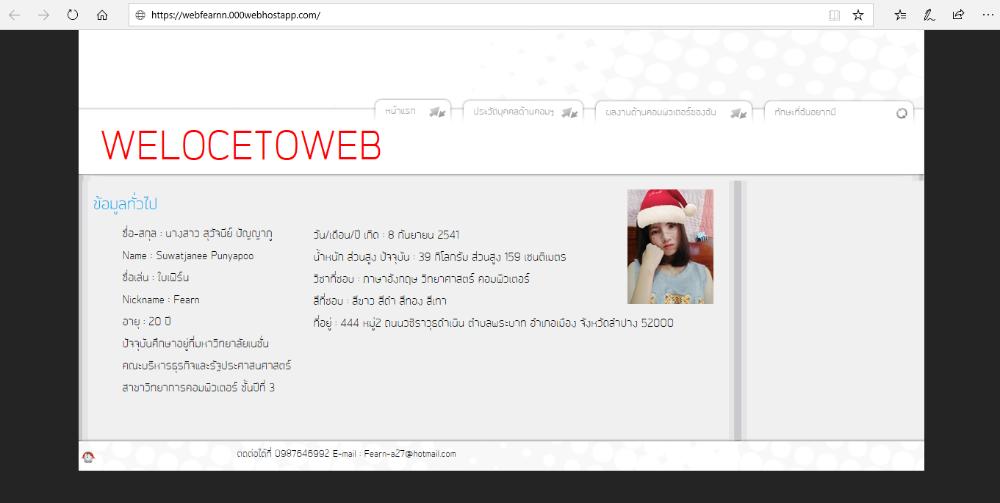 https://webfearnn.000webhostapp.com/
หน้าแรก
ประวัติบุคคลด้านคอมฯ
ผลงานด้านคอมพิวเตอร์ของฉัน
ทักษะที่ฉันอยากมี
WELOCETOWEB
ข้อมูลทั่วไป
ชื่อ-สกุล : นางสาว สุวัจนีย์ ปัญญาภู
Name : Suwatjanee Punyapoo
ชื่อเล่น : ใบเฟิร์น
Nickname : Fearn
อายุ : 20 ปี
ปัจจุบันศึกษาอยู่ที่มหาวิทยาลัยเนชั่น
คณะบริหารธุรกิจและรัฐประศาสนศาสตร์
สาขาวิทยาการคอมพิวเตอร์ ชั้นปีที่ 3
วัน/เดือน/ปี เกิด : 8 กันยายน 2541
น้ำหนัก ส่วนสูง ปัจจุบัน : 39 กิโลกรัม ส่วนสูง 159 เซนติเมตร
วิชาที่ชอบ : ภาษาอังกฤษ วิทยาศาสตร์ คอมพิวเตอร์
สีที่ชอบ : สีขาว สีดำ สีทอง สีเทา
ที่อยู่ : 444 หมู่2 ถนนวชิราวุธดำเนิน ตำบลพระบาท อำเภอเมือง จังหวัดลำปาง 52000
ติดต่อได้ที่ 0987646992 E-mail : Fearn-a27@hotmail.com